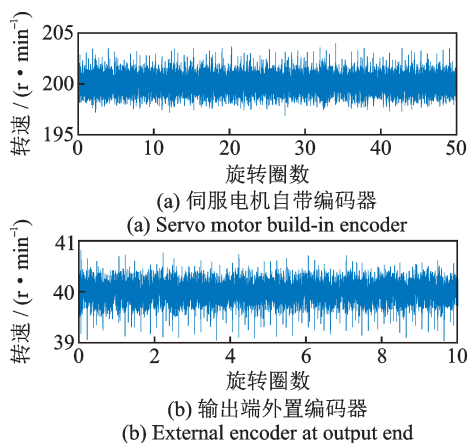 205
200
195
转速 / (r • min⁻¹)
0 10 20 30 40 50
旋转圈数
(a) 伺服电机自带编码器
(a) Servo motor build-in encoder
41
40
39
转速 / (r • min⁻¹)
0 2 4 6 8 10
旋转圈数
(b) 输出端外置编码器
(b) External encoder at output end